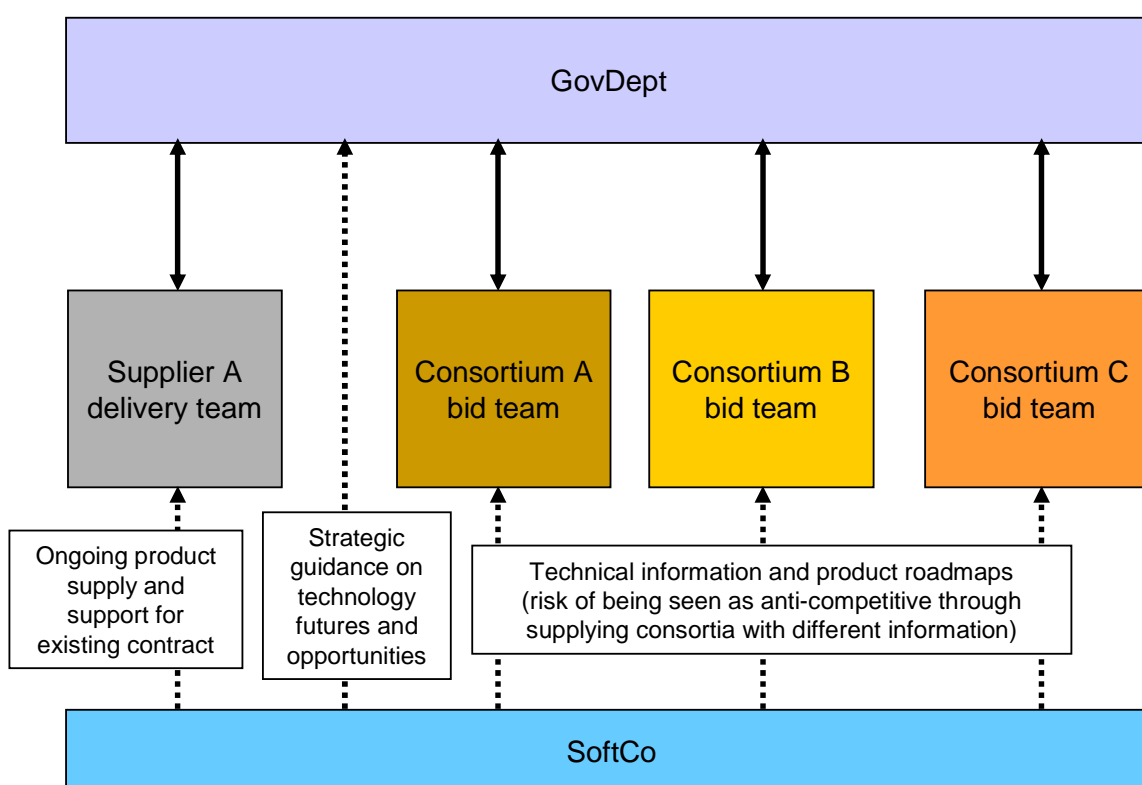 GovDept
Supplier A
delivery team
Consortium A
bid team
Consortium B
bid team
Consortium C
bid team
Ongoing product
supply and
support for
existing contract
Strategic
guidance on
technology
futures and
opportunities
Technical information and product roadmaps
(risk of being seen as anti-competitive through
supplying consortia with different information)
SoftCo